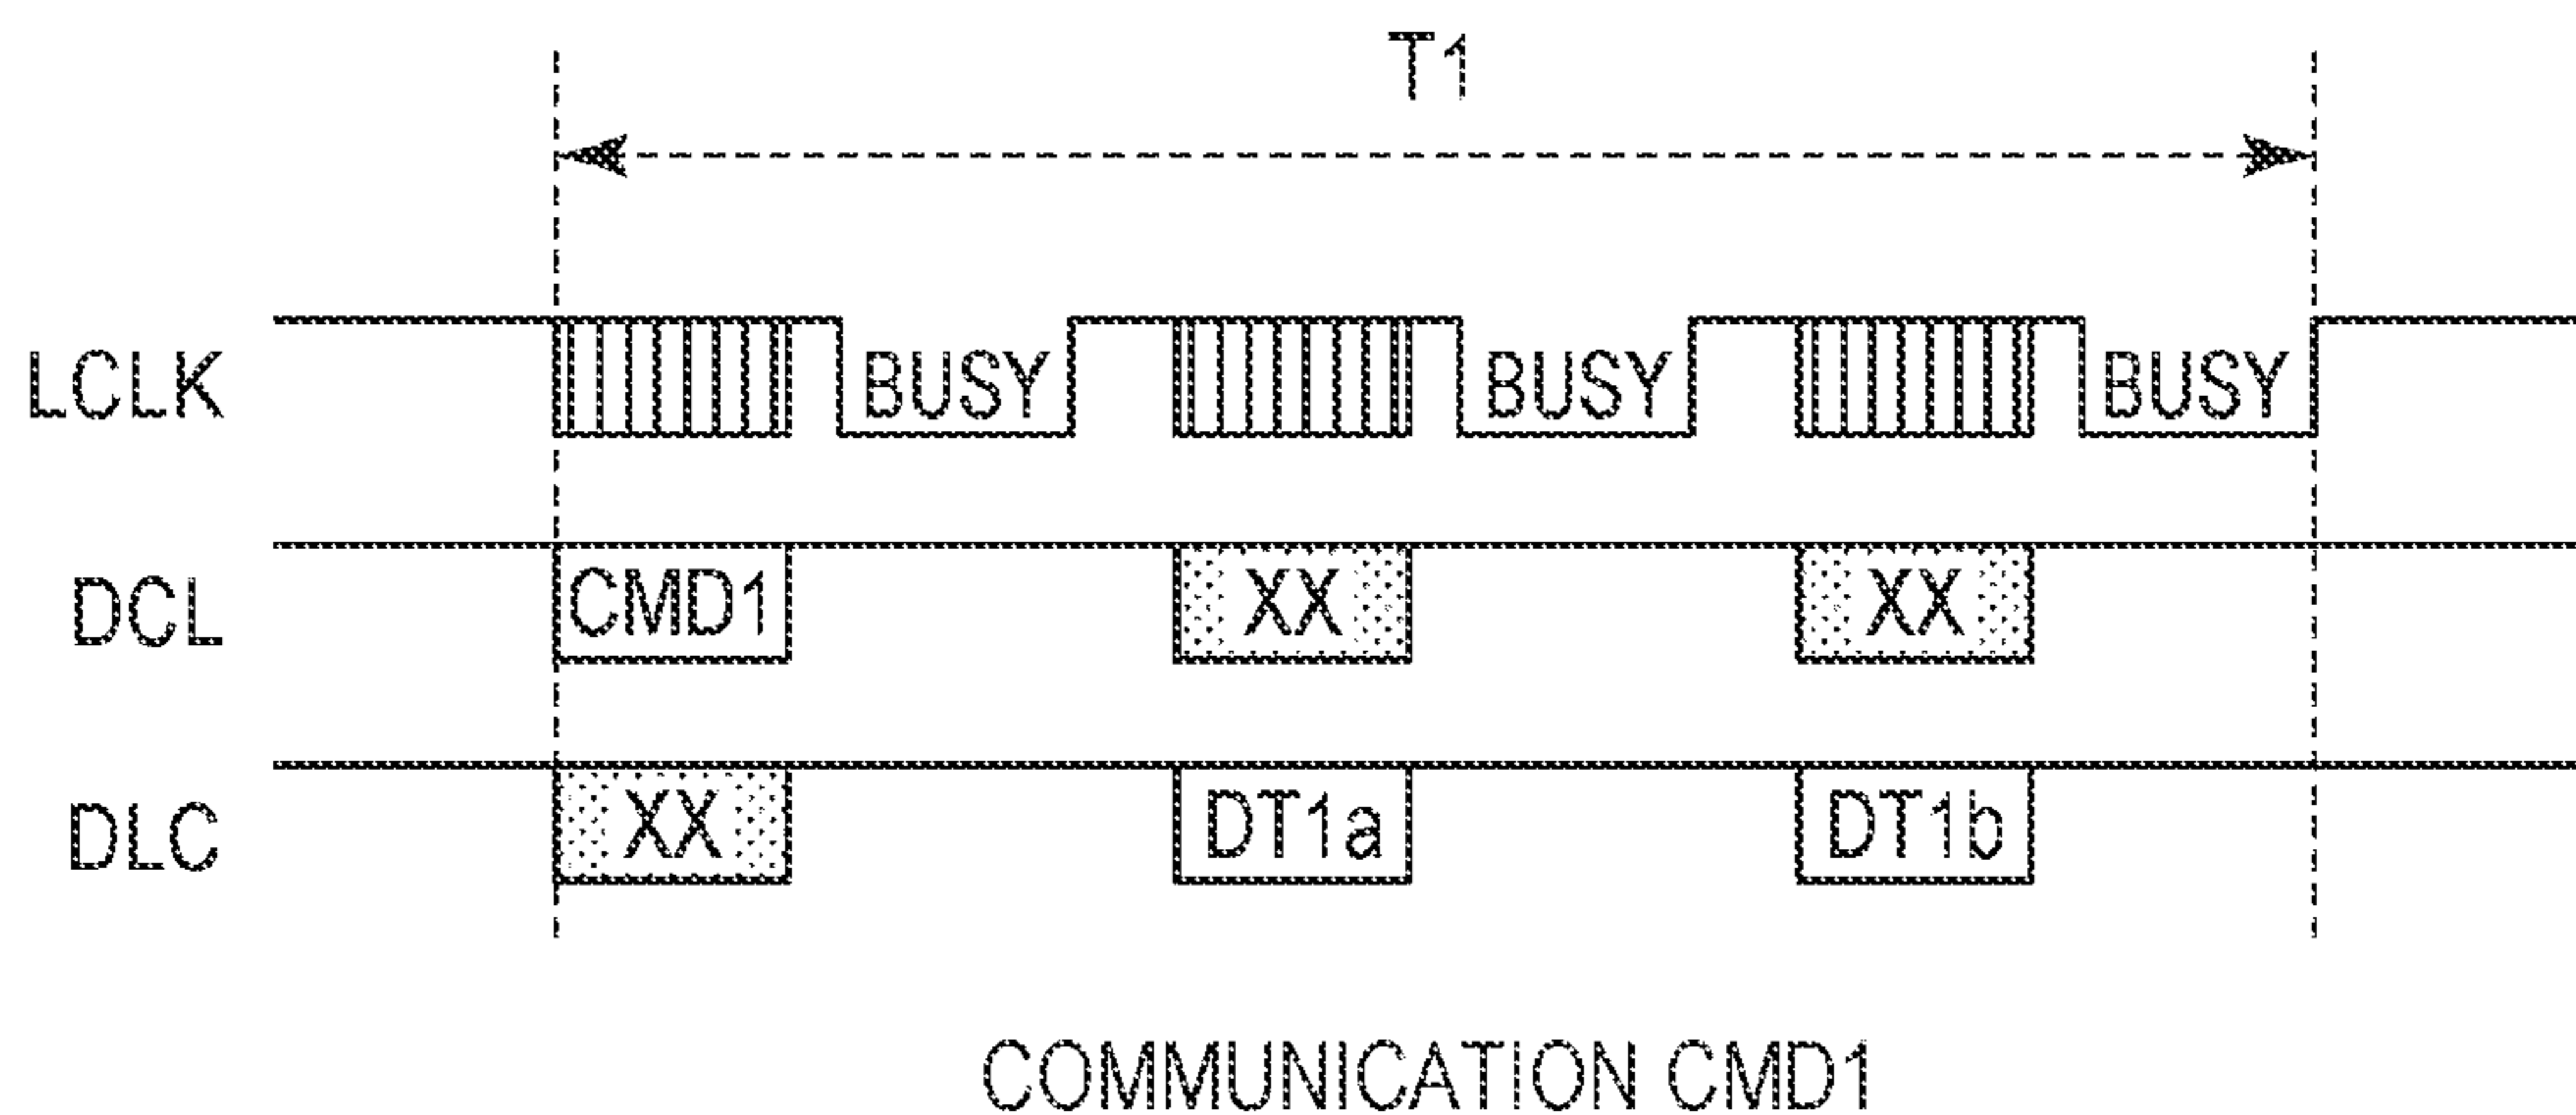 T1
LCLK BUSY BUSY BUSY
DCL CMD1 XX XX
DLC XX DT1a DT1b
COMMUNICATION CMD1